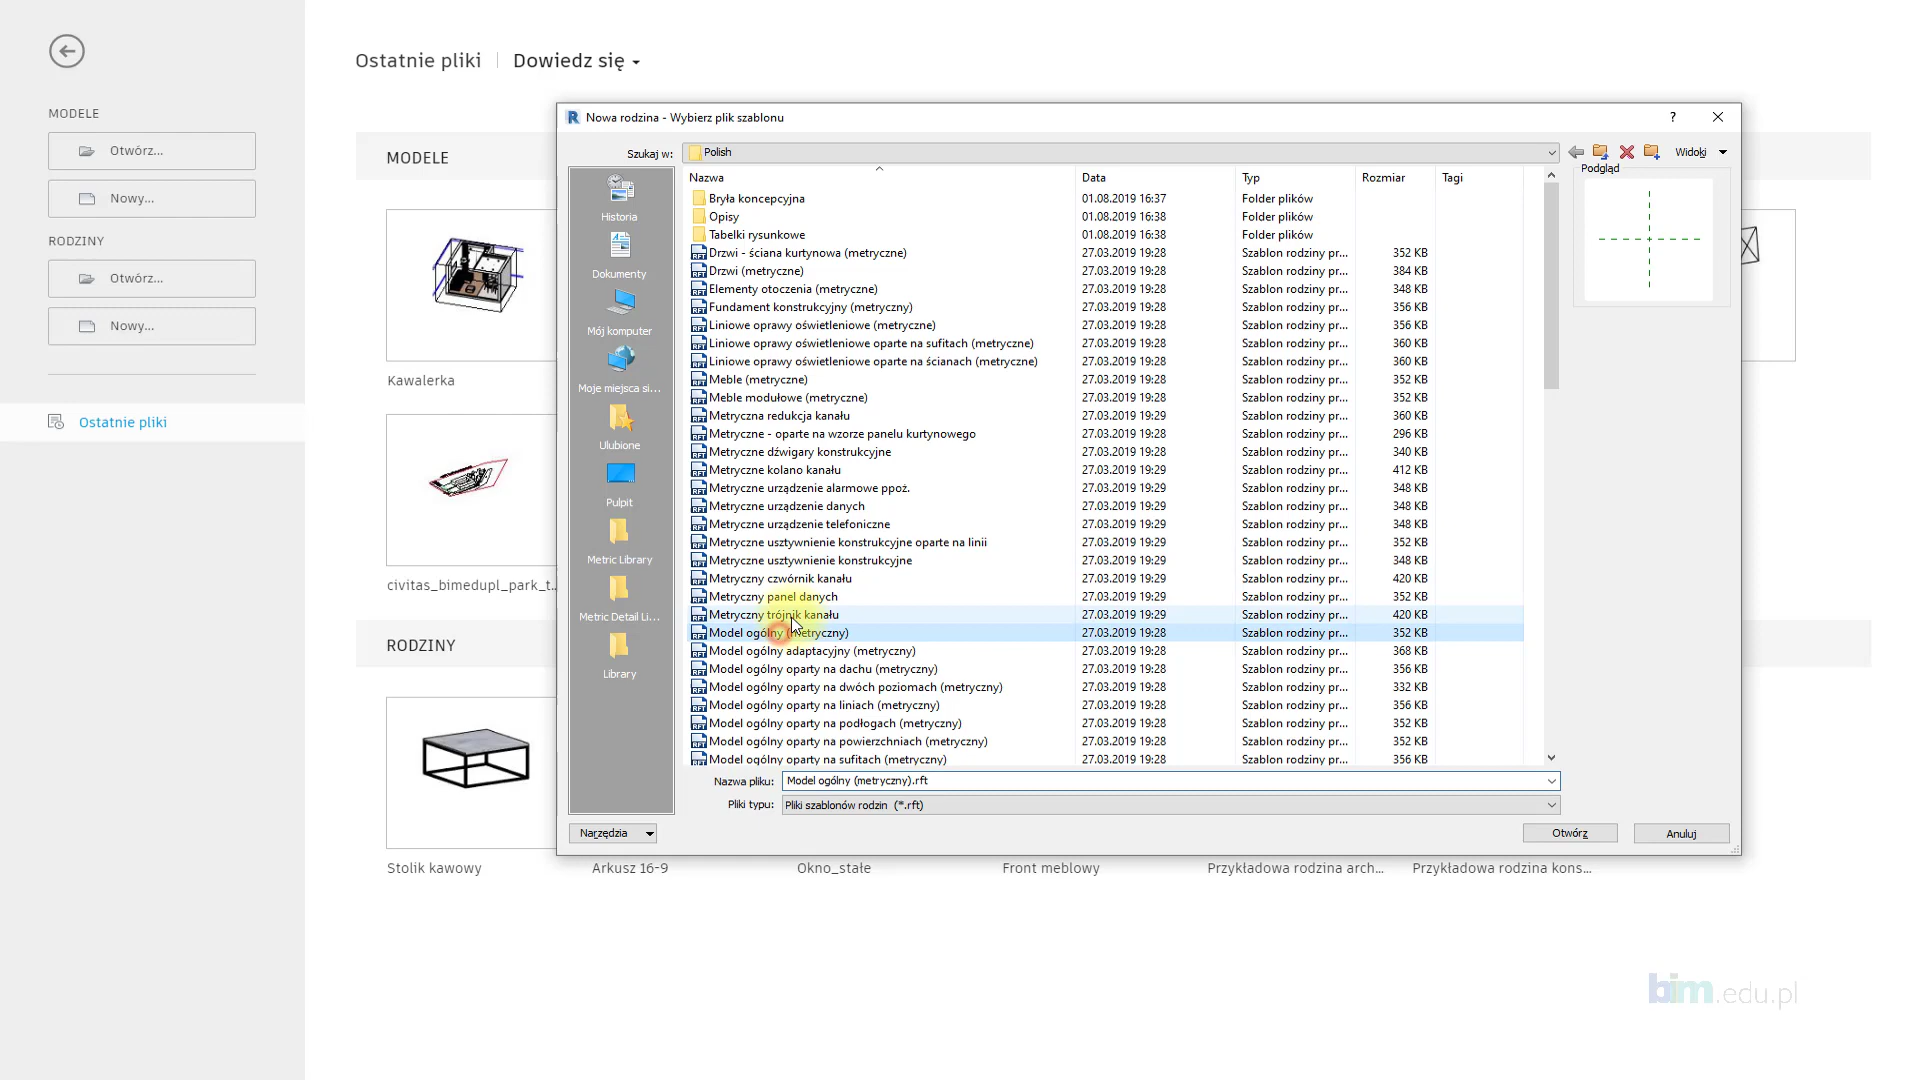 Ostatnie pliki
Dowiedz się
MODELE
Otwórz...
Nowy...
RODZINY
Otwórz...
Nowy...
Ostatnie pliki
MODELE
Kawalerka
civitas_bimedupl_park_t...
RODZINY
Stolik kawowy
Arkusz 16-9
Okno_stałe
Front meblowy
Przykładowa rodzina arch...
Przykładowa rodzina kons...
R Nowa rodzina - Wybierz plik szablonu
?
Szukaj w:
Polish
Widoki
Podgląd
Historia
Dokumenty
Mój komputer
Moje miejsca si...
Ulubione
Pulpit
Metric Library
Metric Detail Li...
Library
Nazwa Data Typ Rozmiar Tagi
Bryła koncepcyjna 01.08.2019 16:37 Folder plików
Opisy 01.08.2019 16:38 Folder plików
Tabelki rysunkowe 01.08.2019 16:38 Folder plików
Drzwi - ściana kurtynowa (metryczne) 27.03.2019 19:28 Szablon rodziny pr... 352 KB
Drzwi (metryczne) 27.03.2019 19:28 Szablon rodziny pr... 384 KB
Elementy otoczenia (metryczne) 27.03.2019 19:28 Szablon rodziny pr... 348 KB
Fundament konstrukcyjny (metryczny) 27.03.2019 19:28 Szablon rodziny pr... 356 KB
Liniowe oprawy oświetleniowe (metryczne) 27.03.2019 19:28 Szablon rodziny pr... 356 KB
Liniowe oprawy oświetleniowe oparte na sufitach (metryczne) 27.03.2019 19:28 Szablon rodziny pr... 360 KB
Liniowe oprawy oświetleniowe oparte na ścianach (metryczne) 27.03.2019 19:28 Szablon rodziny pr... 360 KB
Meble (metryczne) 27.03.2019 19:28 Szablon rodziny pr... 352 KB
Meble modułowe (metryczne) 27.03.2019 19:28 Szablon rodziny pr... 352 KB
Metryczna redukcja kanału 27.03.2019 19:29 Szablon rodziny pr... 360 KB
Metryczne - oparte na wzorze panelu kurtynowego 27.03.2019 19:28 Szablon rodziny pr... 296 KB
Metryczne dźwigary konstrukcyjne 27.03.2019 19:28 Szablon rodziny pr... 340 KB
Metryczne kolano kanału 27.03.2019 19:29 Szablon rodziny pr... 412 KB
Metryczne urządzenie alarmowe ppoż. 27.03.2019 19:29 Szablon rodziny pr... 348 KB
Metryczne urządzenie danych 27.03.2019 19:29 Szablon rodziny pr... 348 KB
Metryczne urządzenie telefoniczne 27.03.2019 19:29 Szablon rodziny pr... 348 KB
Metryczne usztywnienie konstrukcyjne oparte na linii 27.03.2019 19:29 Szablon rodziny pr... 352 KB
Metryczne usztywnienie konstrukcyjne 27.03.2019 19:29 Szablon rodziny pr... 348 KB
Metryczny czwórnik kanału 27.03.2019 19:29 Szablon rodziny pr... 420 KB
Metryczny panel danych 27.03.2019 19:29 Szablon rodziny pr... 352 KB
Metryczny trójnik kanału 27.03.2019 19:29 Szablon rodziny pr... 420 KB
Model ogólny (metryczny) 27.03.2019 19:28 Szablon rodziny pr... 352 KB
Model ogólny adaptacyjny (metryczny) 27.03.2019 19:28 Szablon rodziny pr... 368 KB
Model ogólny oparty na dachu (metryczny) 27.03.2019 19:28 Szablon rodziny pr... 356 KB
Model ogólny oparty na dwóch poziomach (metryczny) 27.03.2019 19:28 Szablon rodziny pr... 332 KB
Model ogólny oparty na liniach (metryczny) 27.03.2019 19:28 Szablon rodziny pr... 356 KB
Model ogólny oparty na podłogach (metryczny) 27.03.2019 19:28 Szablon rodziny pr... 352 KB
Model ogólny oparty na powierzchniach (metryczny) 27.03.2019 19:28 Szablon rodziny pr... 352 KB
Model ogólny oparty na sufitach (metryczny) 27.03.2019 19:28 Szablon rodziny pr... 356 KB
Nazwa pliku: Model ogólny (metryczny).rft
Pliki typu: Pliki szablonów rodzin (*.rft)
Narzędzia
Otwórz
Anuluj
bim.edu.pl